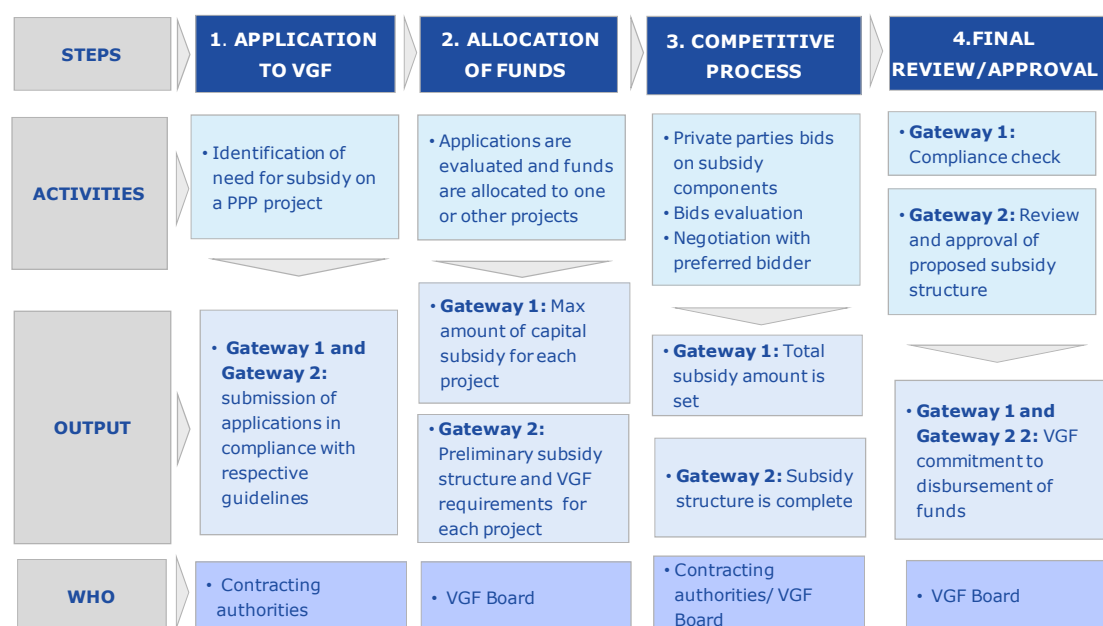 STEPS
1. APPLICATION
TO VGF
2. ALLOCATION
OF FUNDS
3. COMPETITIVE
PROCESS
4.FINAL
REVIEW/APPROVAL
ACTIVITIES
• Identification of
need for subsidy on
a PPP project
• Applications are
evaluated and funds
are allocated to one
or other projects
• Private parties bids
on subsidy
components
• Bids evaluation
• Negotiation with
preferred bidder
• Gateway 1:
Compliance check
• Gateway 2: Review
and approval of
proposed subsidy
structure
OUTPUT
• Gateway 1 and
Gateway 2:
submission of
applications in
compliance with
respective
guidelines
• Gateway 1: Max
amount of capital
subsidy for each
project
• Gateway 2:
Preliminary subsidy
structure and VGF
requirements for
each project
• Gateway 1: Total
subsidy amount is
set
• Gateway 2: Subsidy
structure is complete
• Gateway 1 and
Gateway 2 2: VGF
commitment to
disbursement of
funds
WHO
• Contracting
authorities
• VGF Board
• Contracting
authorities/ VGF
Board
• VGF Board